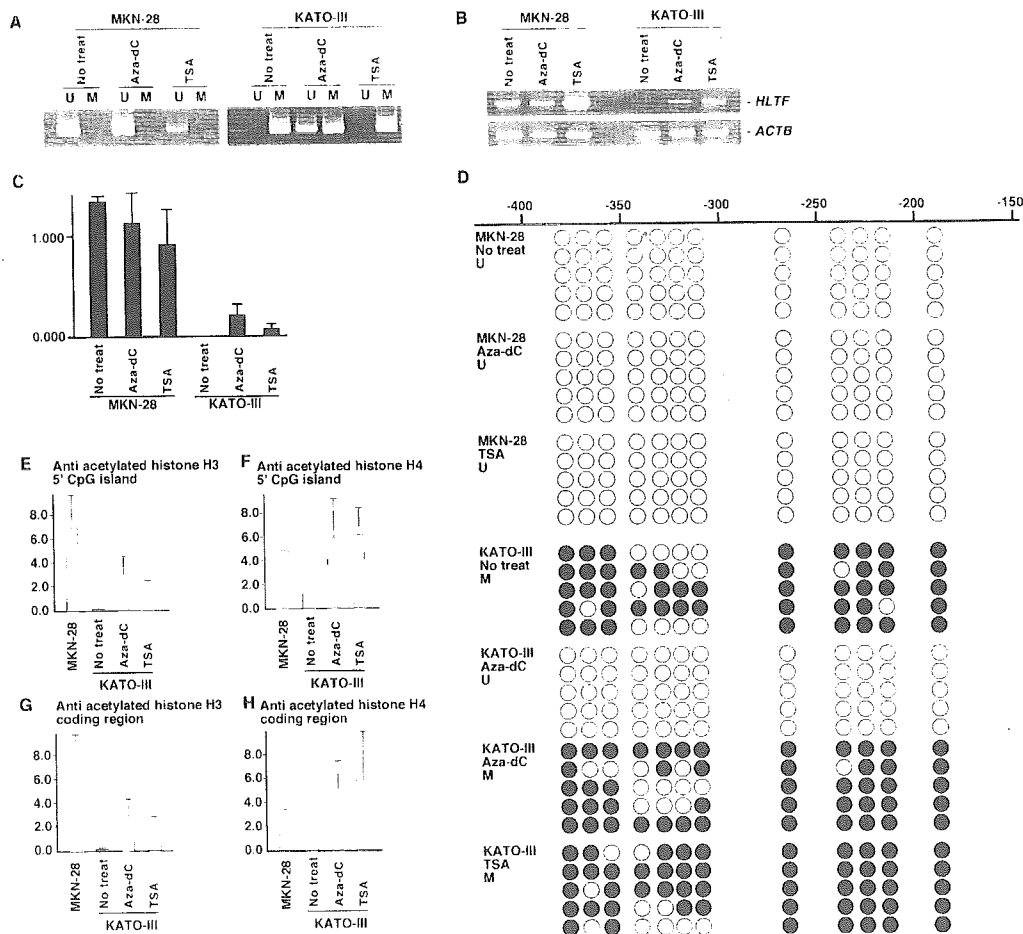 A
MKN-28
KATO-III
No treat
Aza-dC
TSA
No treat
Aza-dC
TSA
U M U M U M
U M U M U M
B
MKN-28
KATO-III
No treat
Aza-dC
TSA
No treat
Aza-dC
TSA
- HLTF
- ACTB
C
1.000
0.000
No treat
Aza-dC
TSA
No treat
Aza-dC
TSA
MKN-28
KATO-III
D
-400 -350 -300 -250 -200 -150
MKN-28
No treat
U
MKN-28
Aza-dC
U
MKN-28
TSA
U
KATO-III
No treat
M
KATO-III
Aza-dC
U
KATO-III
Aza-dC
M
KATO-III
TSA
M
E Anti acetylated histone H3
5' CpG island
8.0
6.0
4.0
2.0
0.0
MKN-28
No treat
Aza-dC
TSA
KATO-III
F Anti acetylated histone H4
5' CpG island
8.0
6.0
4.0
2.0
0.0
MKN-28
No treat
Aza-dC
TSA
KATO-III
G Anti acetylated histone H3
coding region
8.0
6.0
4.0
2.0
0.0
MKN-28
No treat
Aza-dC
TSA
KATO-III
H Anti acetylated histone H4
coding region
8.0
6.0
4.0
2.0
0.0
MKN-28
No treat
Aza-dC
TSA
KATO-III